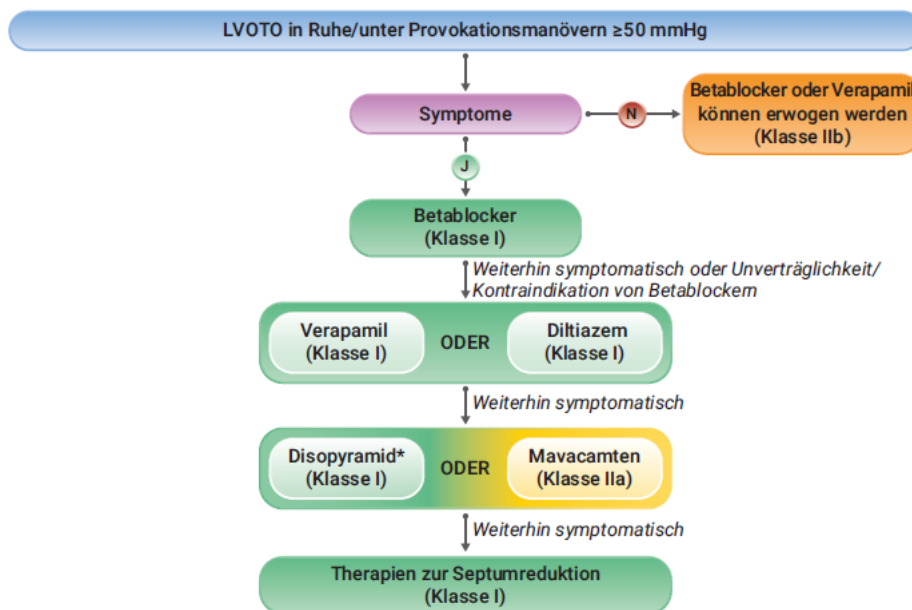 LVOTO in Ruhe/unter Provokationsmanövern ≥50 mmHg
Symptome
N
Betablocker oder Verapamil
können erwogen werden
(Klasse IIb)
J
Betablocker
(Klasse I)
Weiterhin symptomatisch oder Unverträglichkeit/
Kontraindikation von Betablockern
Verapamil
(Klasse I)
ODER
Diltiazem
(Klasse I)
Weiterhin symptomatisch
Disopyramid*
(Klasse I)
ODER
Mavacamten
(Klasse IIa)
Weiterhin symptomatisch
Therapien zur Septumreduktion
(Klasse I)